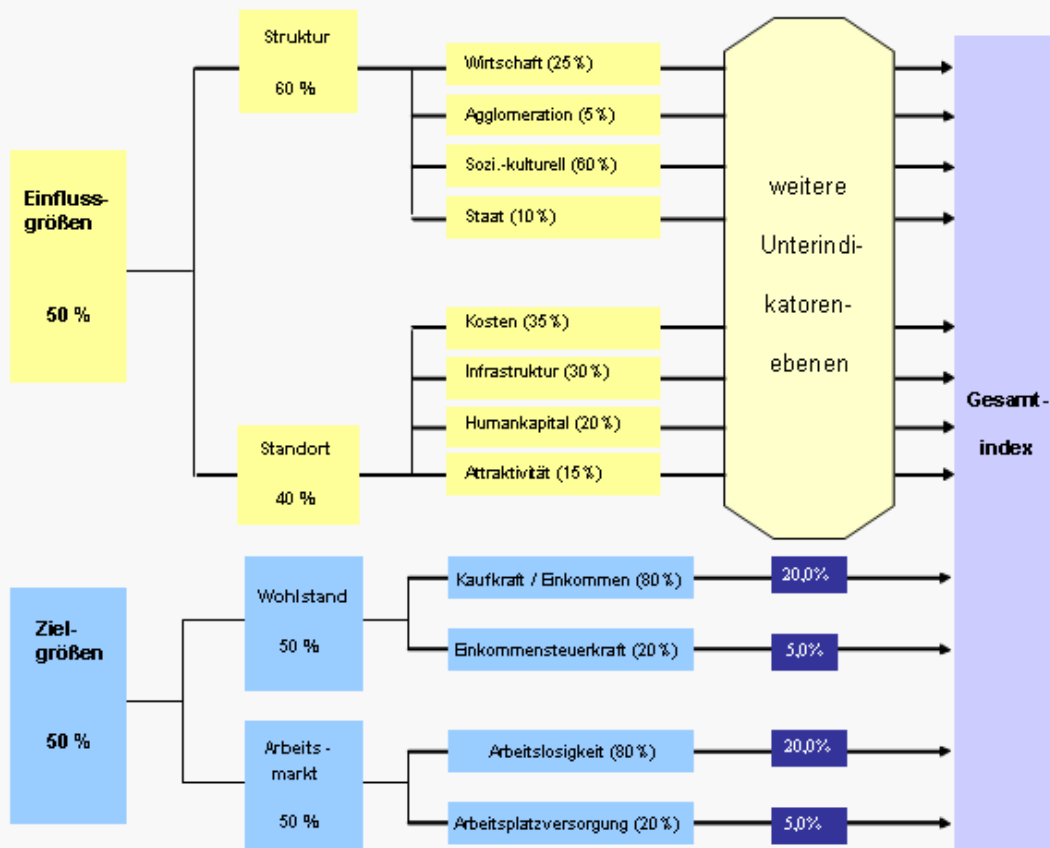 Struktur
60 %
Wirtschaft (25 %)
Agglomeration (5 %)
Sozi.-kulturell (60 %)
Staat (10 %)
Einfluss-
größen
50 %
Kosten (35 %)
Infrastruktur (30 %)
Humankapital (20 %)
Attraktivität (15 %)
Standort
40 %
weitere
Unterindi-
katoren-
ebenen
Gesamt-
index
Ziel-
größen
50 %
Wohlstand
50 %
Kaufkraft / Einkommen (80 %)
20,0%
Einkommensteuerkraft (20 %)
5,0%
Arbeits -
markt
50 %
Arbeitslosigkeit (80 %)
20,0%
Arbeitsplatzversorgung (20 %)
5,0%